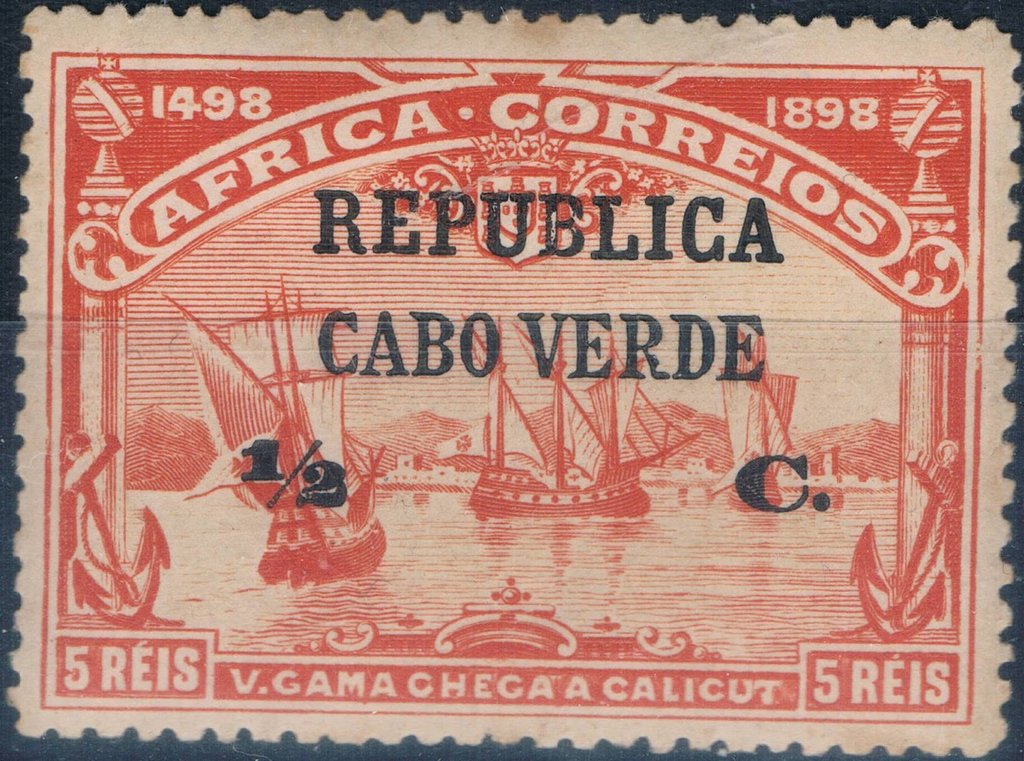 1498 1898
AFRICA · CORREIOS
REPUBLICA
CABO VERDE
1/2 C.
5 RÉIS V. GAMA CHEGA A CALICUT 5 RÉIS